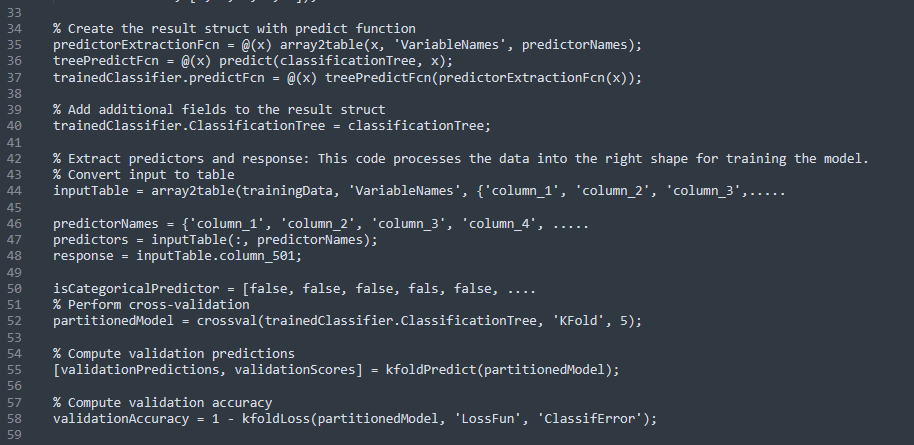 33
34 % Create the result struct with predict function
35 predictorExtractionFcn = @(x) array2table(x, 'VariableNames', predictorNames);
36 treePredictFcn = @(x) predict(classificationTree, x);
37 trainedClassifier.predictFcn = @(x) treePredictFcn(predictorExtractionFcn(x));
38
39 % Add additional fields to the result struct
40 trainedClassifier.ClassificationTree = classificationTree;
41
42 % Extract predictors and response: This code processes the data into the right shape for training the model.
43 % Convert input to table
44 inputTable = array2table(trainingData, 'VariableNames', {'column_1', 'column_2', 'column_3',.....
45
46 predictorNames = {'column_1', 'column_2', 'column_3', 'column_4', .....
47 predictors = inputTable(:, predictorNames);
48 response = inputTable.column_501;
49
50 isCategoricalPredictor = [false, false, false, fals, false, ....
51 % Perform cross-validation
52 partitionedModel = crossval(trainedClassifier.ClassificationTree, 'KFold', 5);
53
54 % Compute validation predictions
55 [validationPredictions, validationScores] = kfoldPredict(partitionedModel);
56
57 % Compute validation accuracy
58 validationAccuracy = 1 - kfoldLoss(partitionedModel, 'LossFun', 'ClassifError');
59